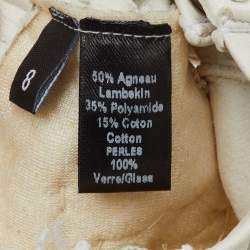 8
50% Agneau
Lambskin
35% Polyamide
15% Coton
Cotton
PERLES
100%
Verre/Glass